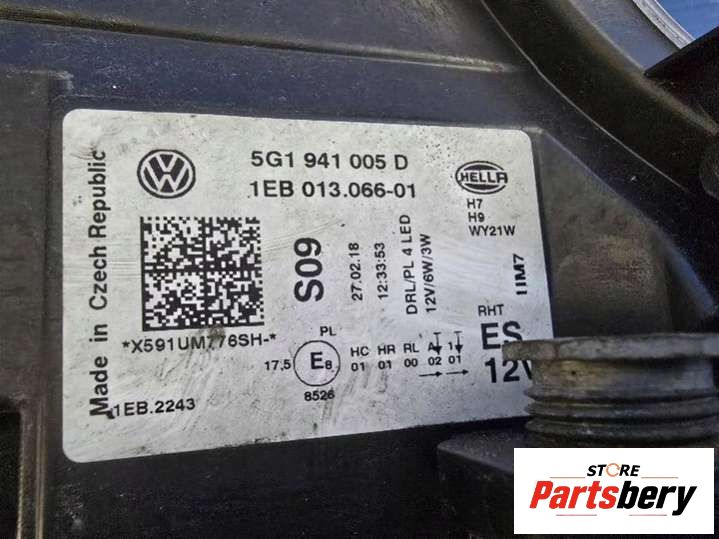 Made in Czech Republic
5G1 941 005 D
1EB 013.066-01
HELLA
H7
H9
WY21W
S09
27.02.18
12:33:53
DRL/PL 4 LED
12V/6W/3W
1IM7
*X591UM776SH-*
PL
17,5
E8
8526
HC HR RL A 1
01 01 00 02 01
RHT
ES
12V
1EB.2243
STORE
Partsbery